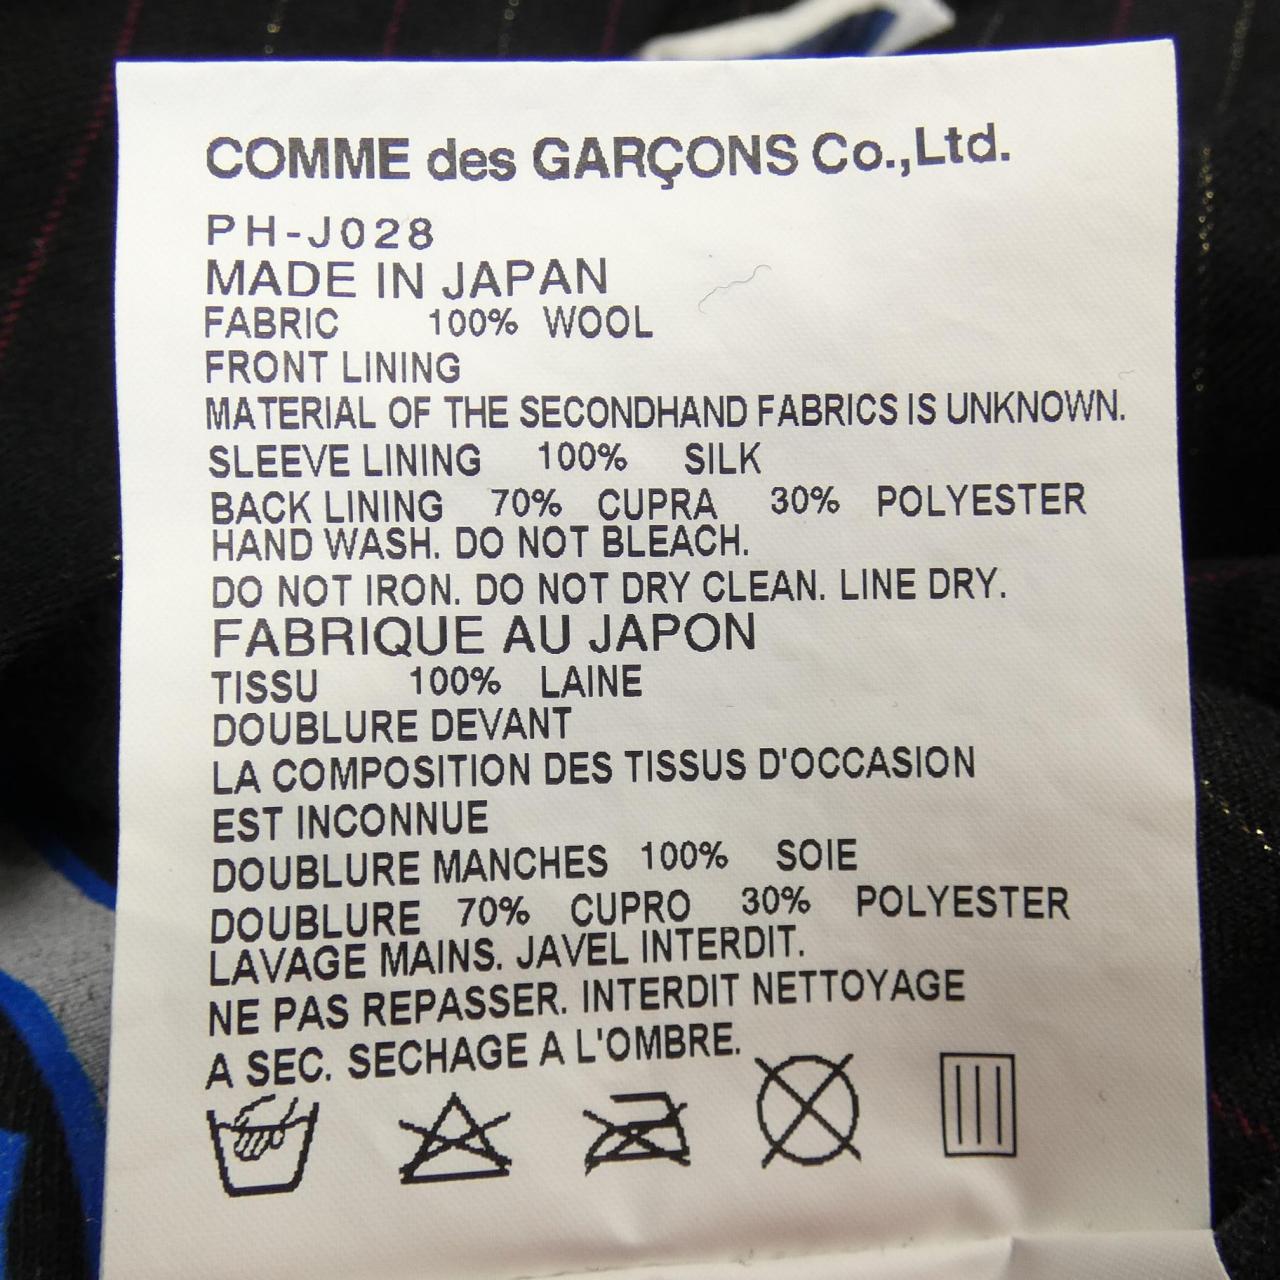 COMME des GARÇONS Co.,Ltd.
PH-J028
MADE IN JAPAN
FABRIC 100% WOOL
FRONT LINING
MATERIAL OF THE SECONDHAND FABRICS IS UNKNOWN.
SLEEVE LINING 100% SILK
BACK LINING 70% CUPRA 30% POLYESTER
HAND WASH. DO NOT BLEACH.
DO NOT IRON. DO NOT DRY CLEAN. LINE DRY.
FABRIQUE AU JAPON
TISSU 100% LAINE
DOUBLURE DEVANT
LA COMPOSITION DES TISSUS D'OCCASION
EST INCONNUE
DOUBLURE MANCHES 100% SOIE
DOUBLURE 70% CUPRO 30% POLYESTER
LAVAGE MAINS. JAVEL INTERDIT.
NE PAS REPASSER. INTERDIT NETTOYAGE
A SEC. SECHAGE A L'OMBRE.